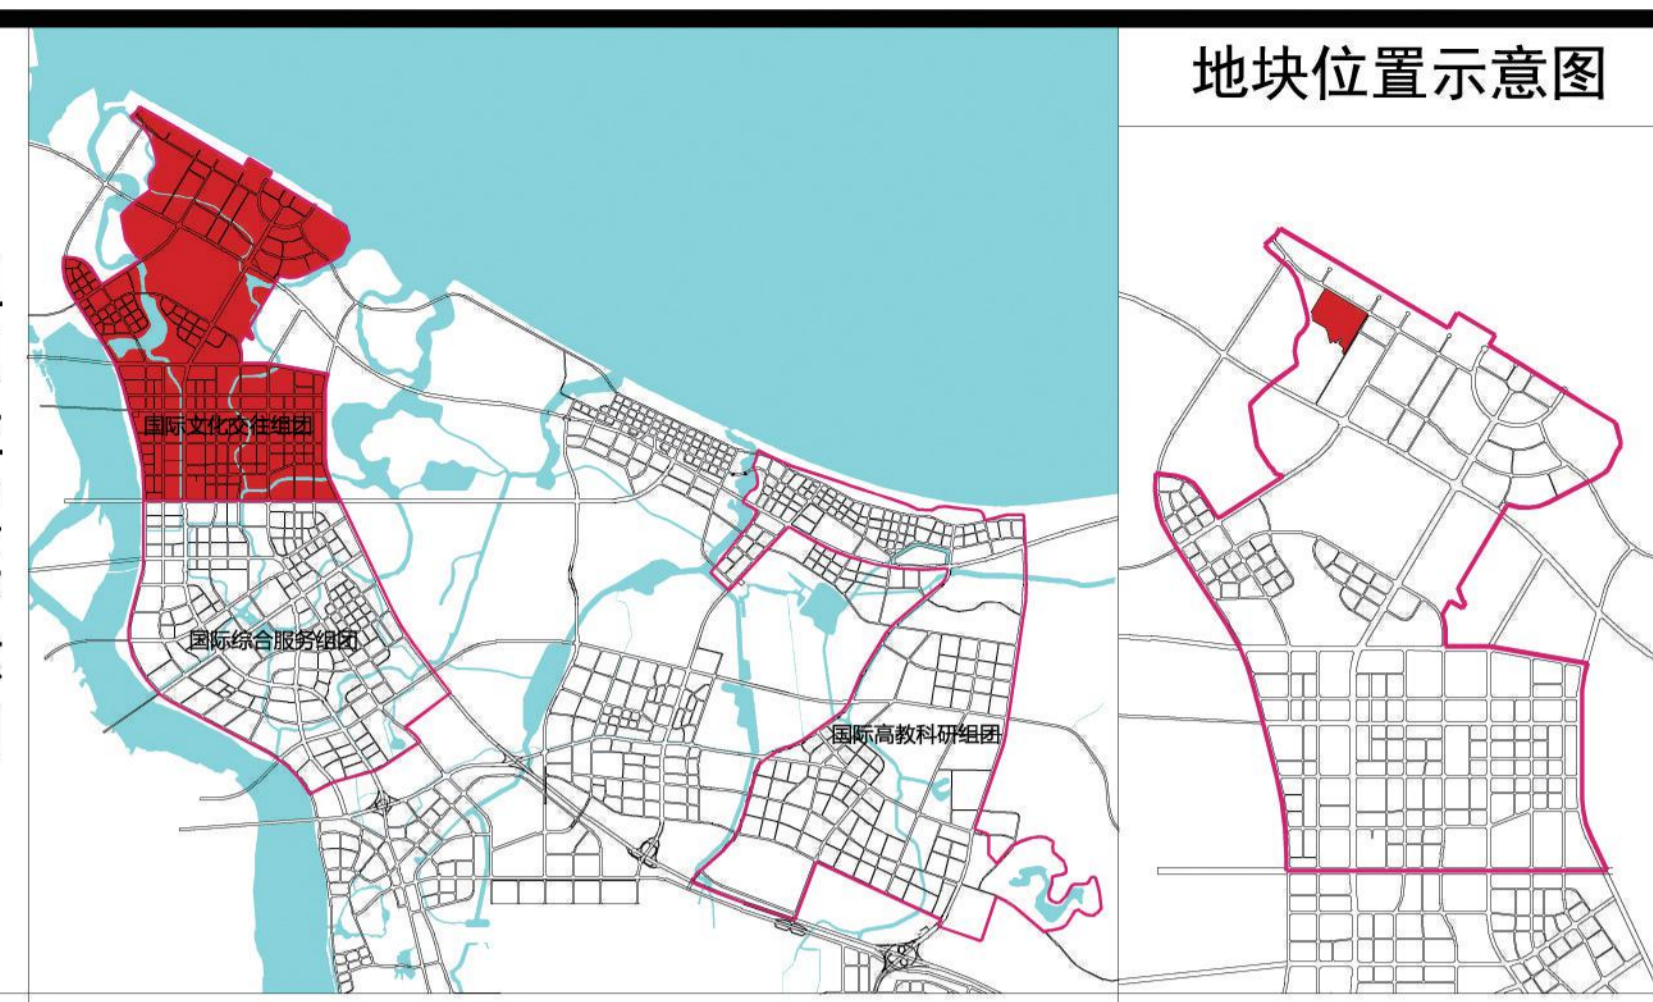 地块位置示意图
国际文化交往组团
国际综合服务组团
国际高教科研组团